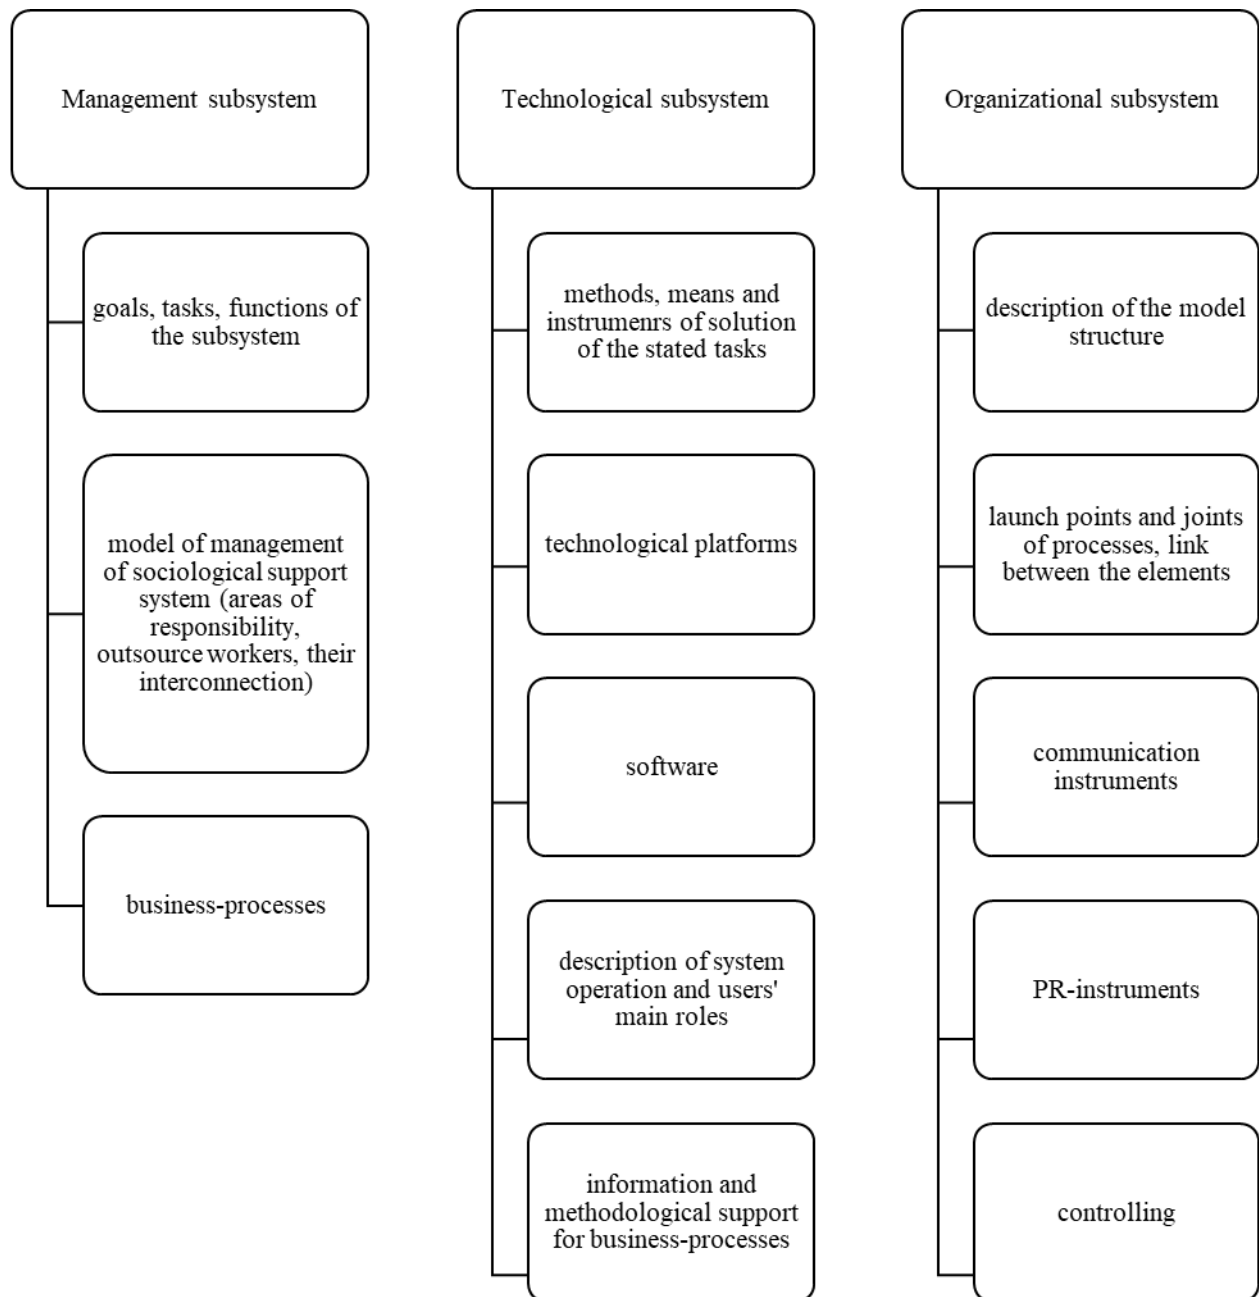 Management subsystem
goals, tasks, functions of
the subsystem
model of management
of sociological support
system (areas of
responsibility,
outsource workers, their
interconnection)
business-processes
Technological subsystem
methods, means and
instrumenrs of solution
of the stated tasks
technological platforms
software
description of system
operation and users'
main roles
information and
methodological support
for business-processes
Organizational subsystem
description of the model
structure
launch points and joints
of processes, link
between the elements
communication
instruments
PR-instruments
controlling